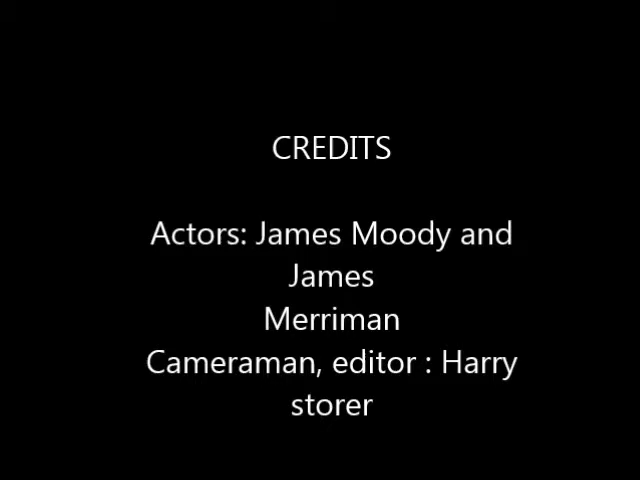 CREDITS
Actors: James Moody and
James
Merriman
Cameraman, editor : Harry
storer